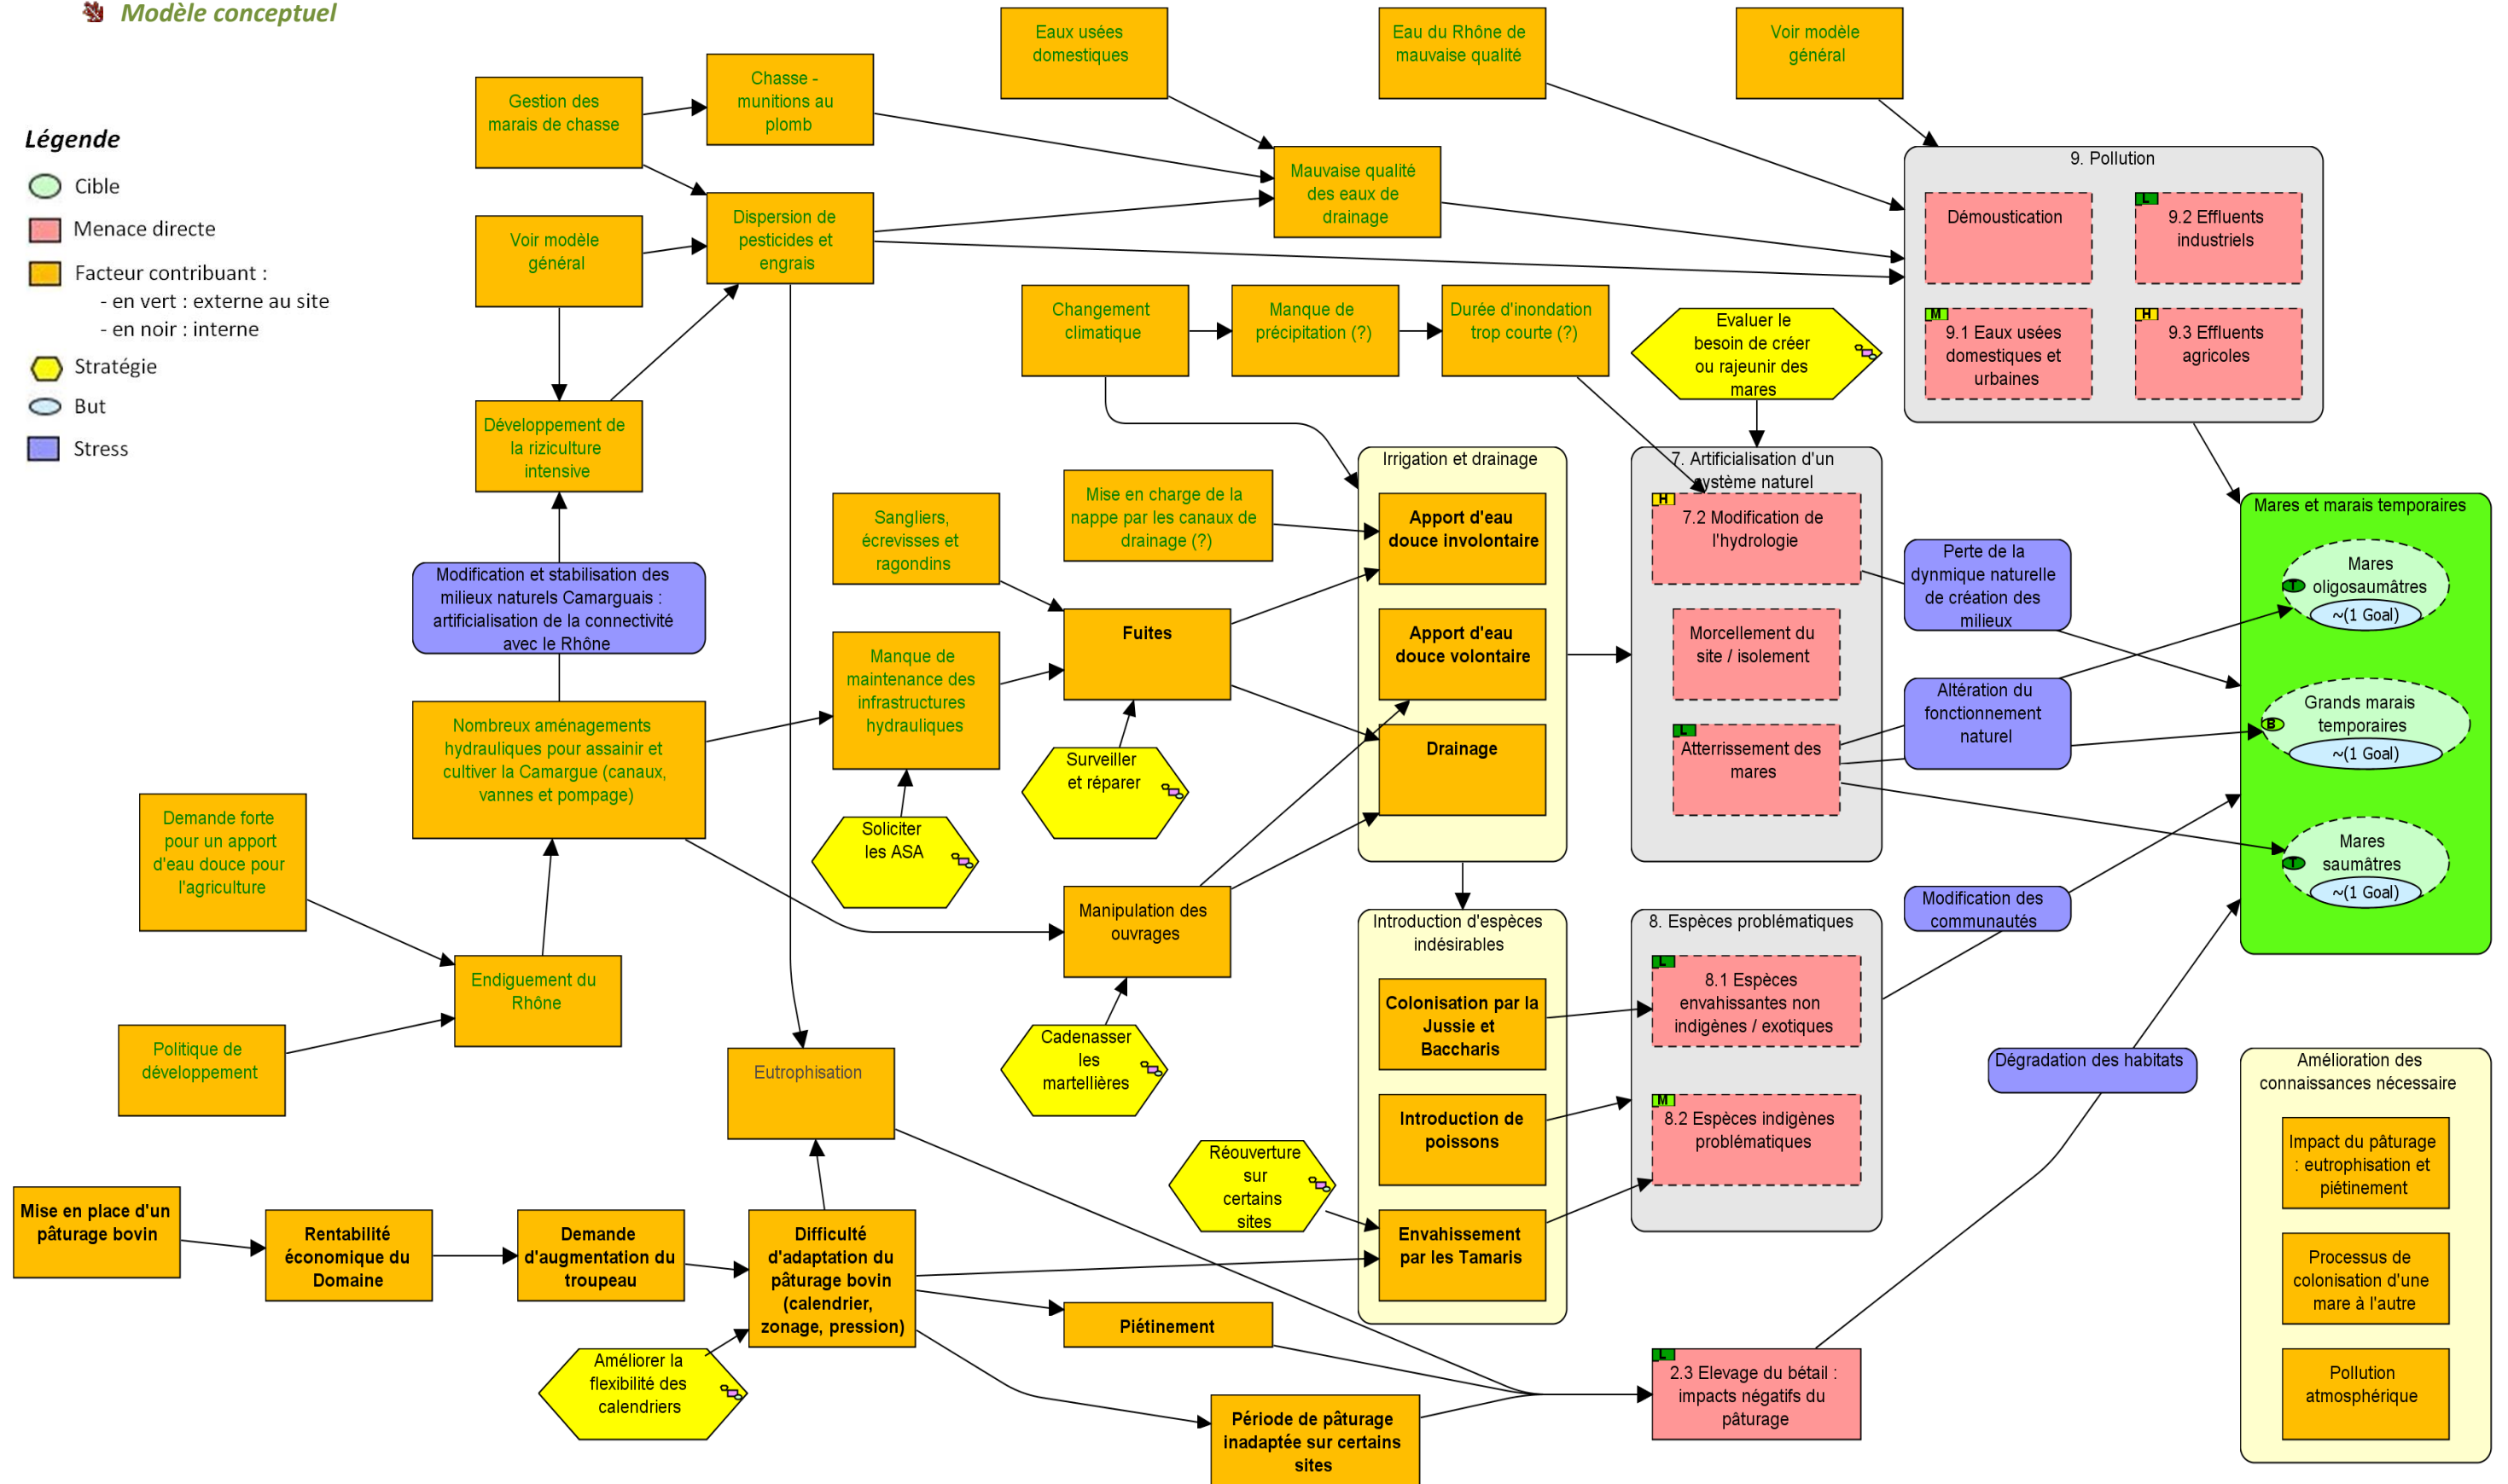 Modèle conceptuel
Légende
Cible
Menace directe
Facteur contribuant :
- en vert : externe au site
- en noir : interne
Stratégie
But
Stress
Eaux usées
domestiques
Eau du Rhône de
mauvaise qualité
Voir modèle
général
Chasse -
munitions au
plomb
Gestion des
marais de chasse
Mauvaise qualité
des eaux de
drainage
Dispersion de
pesticides et
engrais
Voir modèle
général
9. Pollution
Démoustication
L
9.2 Effluents
industriels
M
9.1 Eaux usées
domestiques et
urbaines
H
9.3 Effluents
agricoles
Changement
climatique
Manque de
précipitation (?)
Durée d'inondation
trop courte (?)
Evaluer le
besoin de créer
ou rajeunir des
mares
Développement de
la riziculture
intensive
Modification et stabilisation des
milieux naturels Camarguais :
artificialisation de la connectivité
avec le Rhône
Nombreux aménagements
hydrauliques pour assainir et
cultiver la Camargue (canaux,
vannes et pompage)
Sangliers,
écrevisses et
ragondins
Manque de
maintenance des
infrastructures
hydrauliques
Soliciter
les ASA
Mise en charge de la
nappe par les canaux de
drainage (?)
Fuites
Surveiller
et réparer
Irrigation et drainage
Apport d'eau
douce involontaire
Apport d'eau
douce volontaire
Drainage
7. Artificialisation d'un
système naturel
H
7.2 Modification de
l'hydrologie
Morcellement du
site / isolement
L
Atterrissement des
mares
Perte de la
dynmique naturelle
de création des
milieux
Altération du
fonctionnement
naturel
Mares et marais temporaires
Mares
oligosaumâtres
T
~(1 Goal)
Grands marais
temporaires
B
~(1 Goal)
Mares
saumâtres
T
~(1 Goal)
Demande forte
pour un apport
d'eau douce pour
l'agriculture
Endiguement du
Rhône
Politique de
développement
Manipulation des
ouvrages
Cadenasser
les
martellières
Introduction d'espèces
indésirables
Colonisation par la
Jussie et
Baccharis
Introduction de
poissons
Envahissement
par les Tamaris
8. Espèces problématiques
L
8.1 Espèces
envahissantes non
indigènes / exotiques
M
8.2 Espèces indigènes
problématiques
Modification des
communautés
Dégradation des habitats
Eutrophisation
Réouverture
sur
certains
sites
Mise en place d'un
pâturage bovin
Rentabilité
économique du
Domaine
Demande
d'augmentation du
troupeau
Difficulté
d'adaptation du
pâturage bovin
(calendrier,
zonage, pression)
Améliorer la
flexibilité des
calendriers
Piétinement
Période de pâturage
inadaptée sur certains
sites
L
2.3 Elevage du bétail :
impacts négatifs du
pâturage
Amélioration des
connaissances nécessaire
Impact du pâturage
: eutrophisation et
piétinement
Processus de
colonisation d'une
mare à l'autre
Pollution
atmosphérique